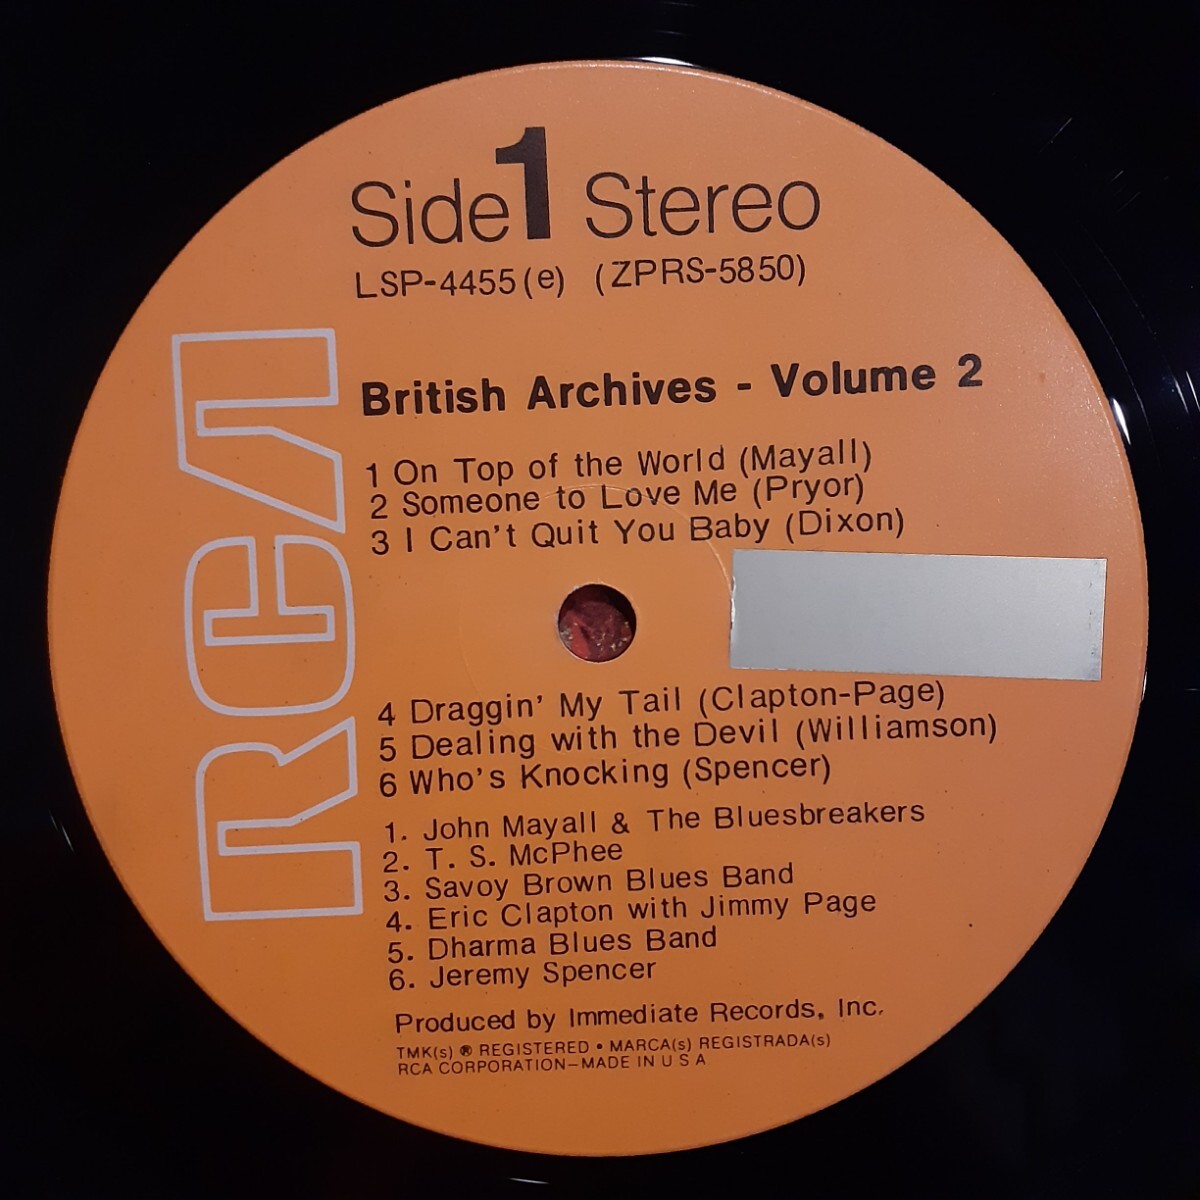 Side 1 Stereo
LSP-4455(e) (ZPRS-5850)
RCA
British Archives - Volume 2
1 On Top of the World (Mayall)
2 Someone to Love Me (Pryor)
3 I Can't Quit You Baby (Dixon)
4 Draggin' My Tail (Clapton-Page)
5 Dealing with the Devil (Williamson)
6 Who's Knocking (Spencer)
1. John Mayall & The Bluesbreakers
2. T. S. McPhee
3. Savoy Brown Blues Band
4. Eric Clapton with Jimmy Page
5. Dharma Blues Band
6. Jeremy Spencer
Produced by Immediate Records, Inc.
TMK(s) ® REGISTERED • MARCA(s) REGISTRADA(s)
RCA CORPORATION—MADE IN U S A